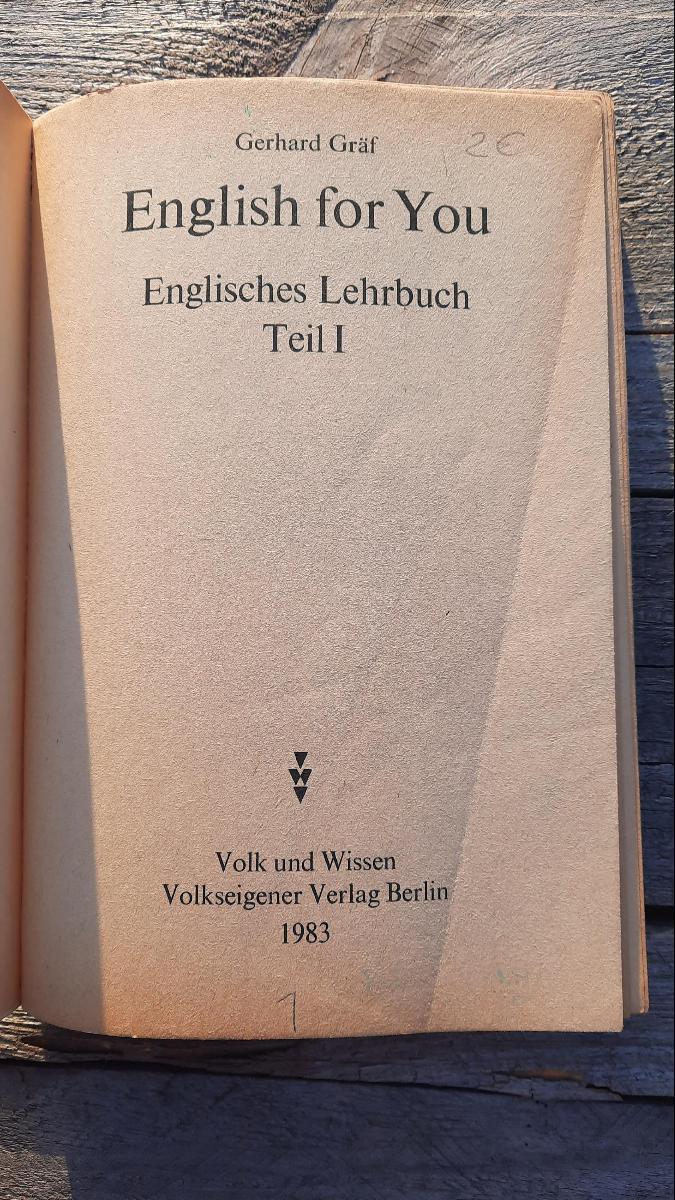 Gerhard Gräf
2€
English for You
Englisches Lehrbuch
Teil I
Volk und Wissen
Volkseigener Verlag Berlin
1983
1